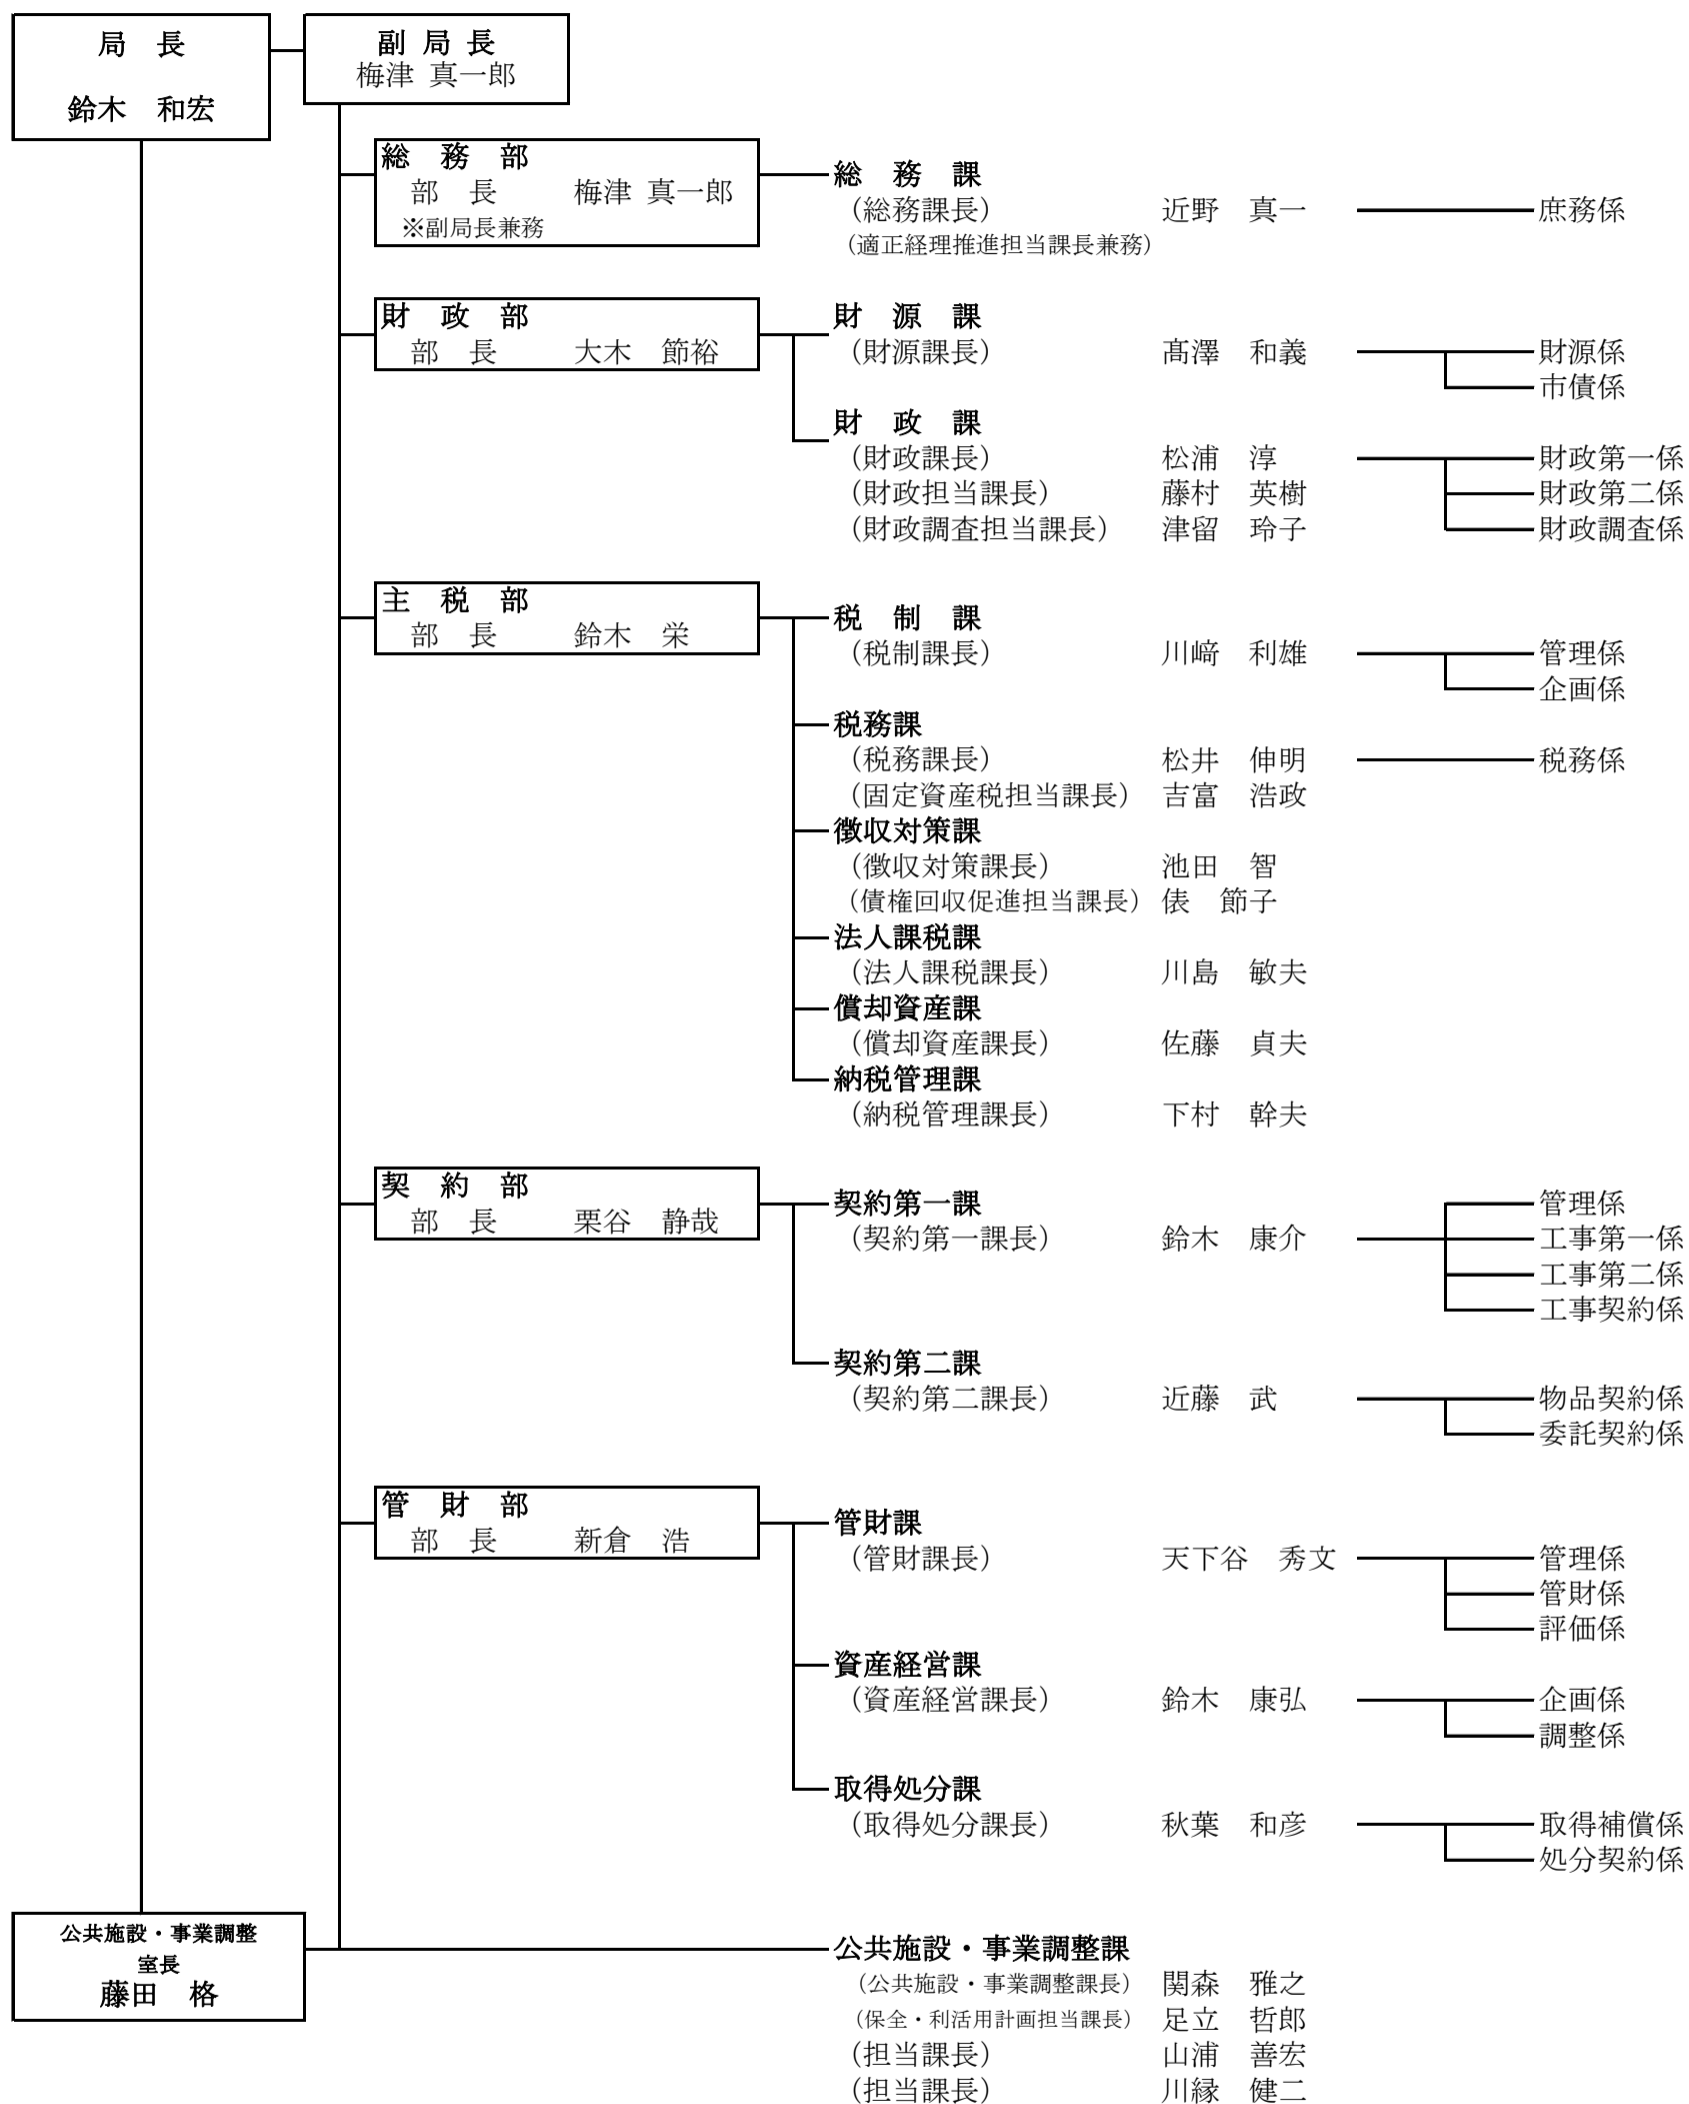 局　長
鈴木　和宏
副 局 長
梅津 真一郎
総　務　部
部　長　梅津 真一郎
※副局長兼務
総　務　課
（総務課長）　近野　真一　庶務係
（適正経理推進担当課長兼務）
財　政　部
部　長　大木　節裕
財　源　課
（財源課長）　髙澤　和義　財源係
市債係
財　政　課
（財政課長）　松浦　淳　財政第一係
（財政担当課長）　藤村　英樹　財政第二係
（財政調査担当課長）　津留　玲子　財政調査係
主　税　部
部　長　鈴木　栄
税　制　課
（税制課長）　川﨑　利雄　管理係
企画係
税務課
（税務課長）　松井　伸明　税務係
（固定資産税担当課長）　吉富　浩政
徴収対策課
（徴収対策課長）　池田　智
（債権回収促進担当課長）　俵　節子
法人課税課
（法人課税課長）　川島　敏夫
償却資産課
（償却資産課長）　佐藤　貞夫
納税管理課
（納税管理課長）　下村　幹夫
契　約　部
部　長　栗谷　静哉
契約第一課　管理係
（契約第一課長）　鈴木　康介　工事第一係
工事第二係
工事契約係
契約第二課
（契約第二課長）　近藤　武　物品契約係
委託契約係
管　財　部
部　長　新倉　浩
管財課
（管財課長）　天下谷　秀文　管理係
管財係
評価係
資産経営課
（資産経営課長）　鈴木　康弘　企画係
調整係
取得処分課
（取得処分課長）　秋葉　和彦　取得補償係
処分契約係
公共施設・事業調整
室長
藤田　格
公共施設・事業調整課
（公共施設・事業調整課長）　関森　雅之
（保全・利活用計画担当課長）　足立　哲郎
（担当課長）　山浦　善宏
（担当課長）　川縁　健二